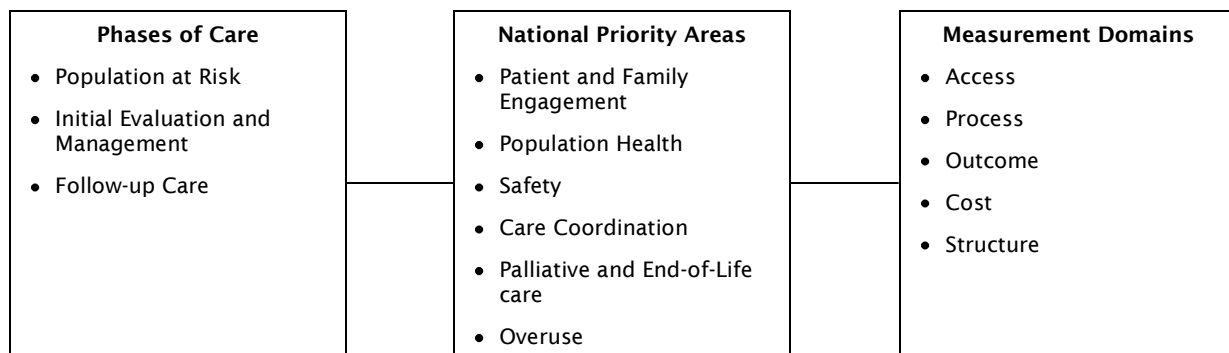 Phases of Care
• Population at Risk
• Initial Evaluation and
Management
• Follow-up Care
National Priority Areas
• Patient and Family
Engagement
• Population Health
• Safety
• Care Coordination
• Palliative and End-of-Life
care
• Overuse
Measurement Domains
• Access
• Process
• Outcome
• Cost
• Structure